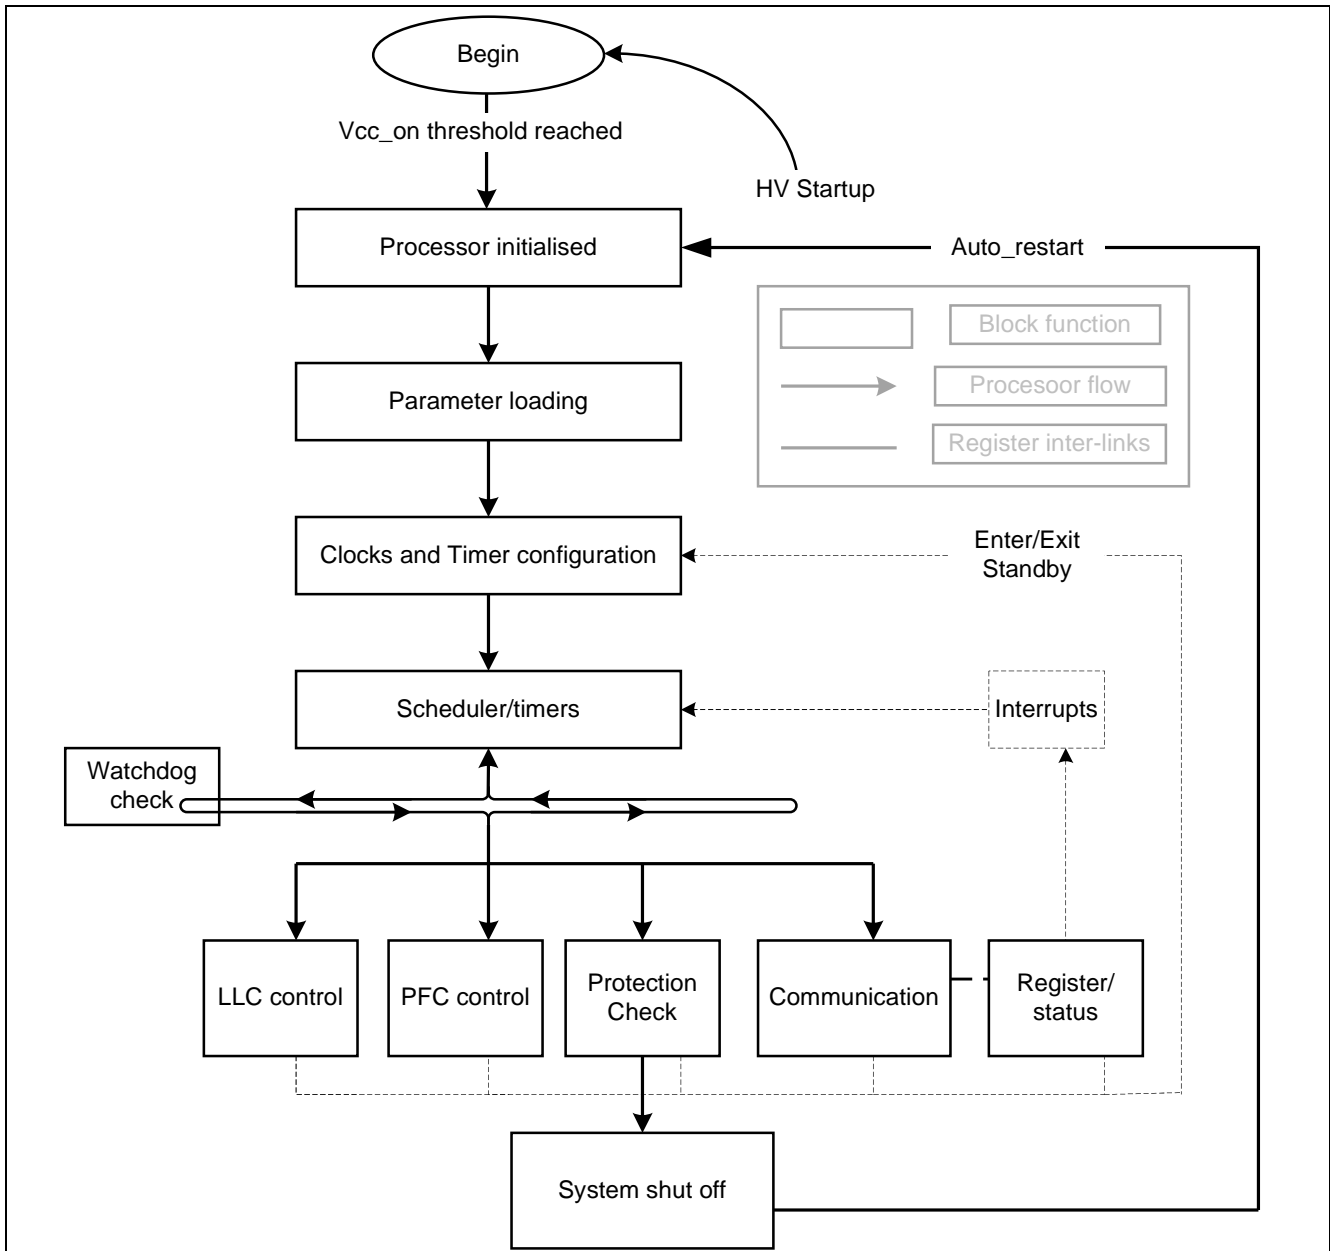 Begin
Vcc_on threshold reached
HV Startup
Processor initialised
Auto_restart
Block function
Parameter loading
Procesoor flow
Register inter-links
Clocks and Timer configuration
Enter/Exit
Standby
Scheduler/timers
Interrupts
Watchdog
check
LLC control
PFC control
Protection
Check
Communication
Register/
status
System shut off